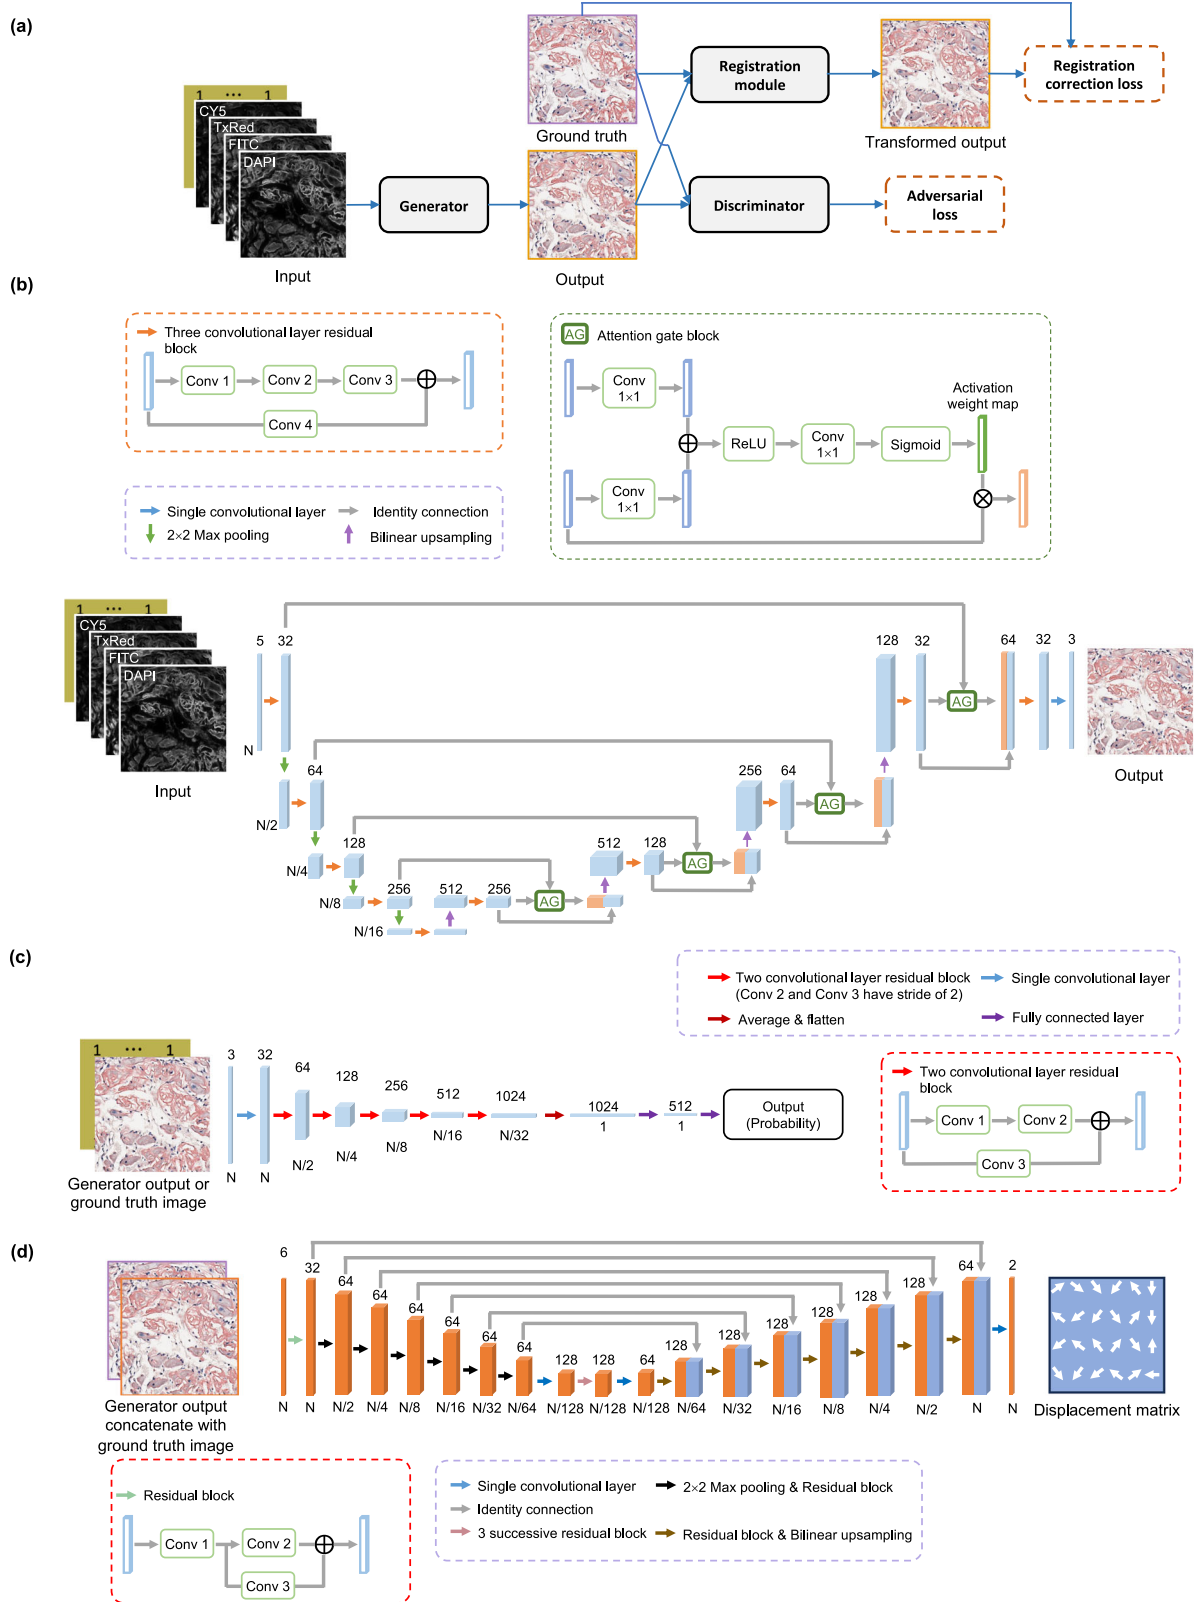 (a)
Ground truth
Registration
module
Transformed output
Registration
correction loss
1 ... 1
CY5
TxRed
FITC
DAPI
Input
Generator
Output
Discriminator
Adversarial
loss
(b)
Three convolutional layer residual
block
Conv 1
Conv 2
Conv 3
Conv 4
AG
Attention gate block
Conv
1×1
Conv
1×1
ReLU
Conv
1×1
Sigmoid
Activation
weight map
Single convolutional layer
Identity connection
2×2 Max pooling
Bilinear upsampling
1 ... 1
CY5
TxRed
FITC
DAPI
Input
5
32
N
64
N/2
128
N/4
256
N/8
N/16
512
256
AG
512
128
AG
256
64
AG
128
32
AG
64
32
3
Output
(c)
Two convolutional layer residual block
(Conv 2 and Conv 3 have stride of 2)
Single convolutional layer
Average & flatten
Fully connected layer
1 ... 1
Generator output or
ground truth image
3
32
64
128
256
512
1024
1024
512
N
N
N/2
N/4
N/8
N/16
N/32
1
1
Output
(Probability)
Two convolutional layer residual
block
Conv 1
Conv 2
Conv 3
(d)
Generator output
concatenate with
ground truth image
6
32
64
64
64
64
64
64
128
128
64
128
128
128
128
128
128
64
2
N
N
N/2
N/4
N/8
N/16
N/32
N/64
N/128
N/128
N/128
N/64
N/32
N/16
N/8
N/4
N/2
N
N
Displacement matrix
Residual block
Conv 1
Conv 2
Conv 3
Single convolutional layer
2×2 Max pooling & Residual block
Identity connection
3 successive residual block
Residual block & Bilinear upsampling